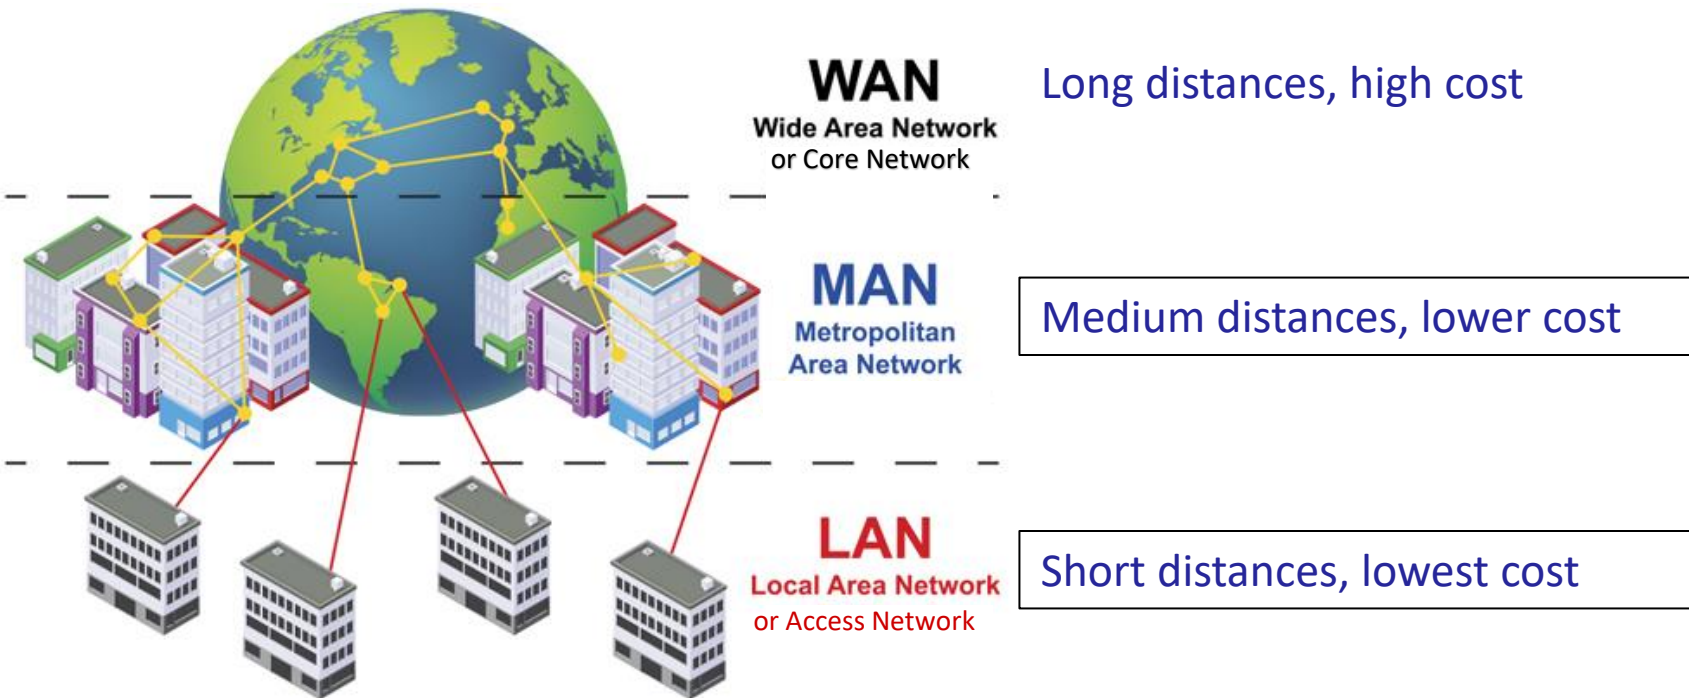 WAN
Wide Area Network
or Core Network
Long distances, high cost
MAN
Metropolitan
Area Network
Medium distances, lower cost
LAN
Local Area Network
or Access Network
Short distances, lowest cost